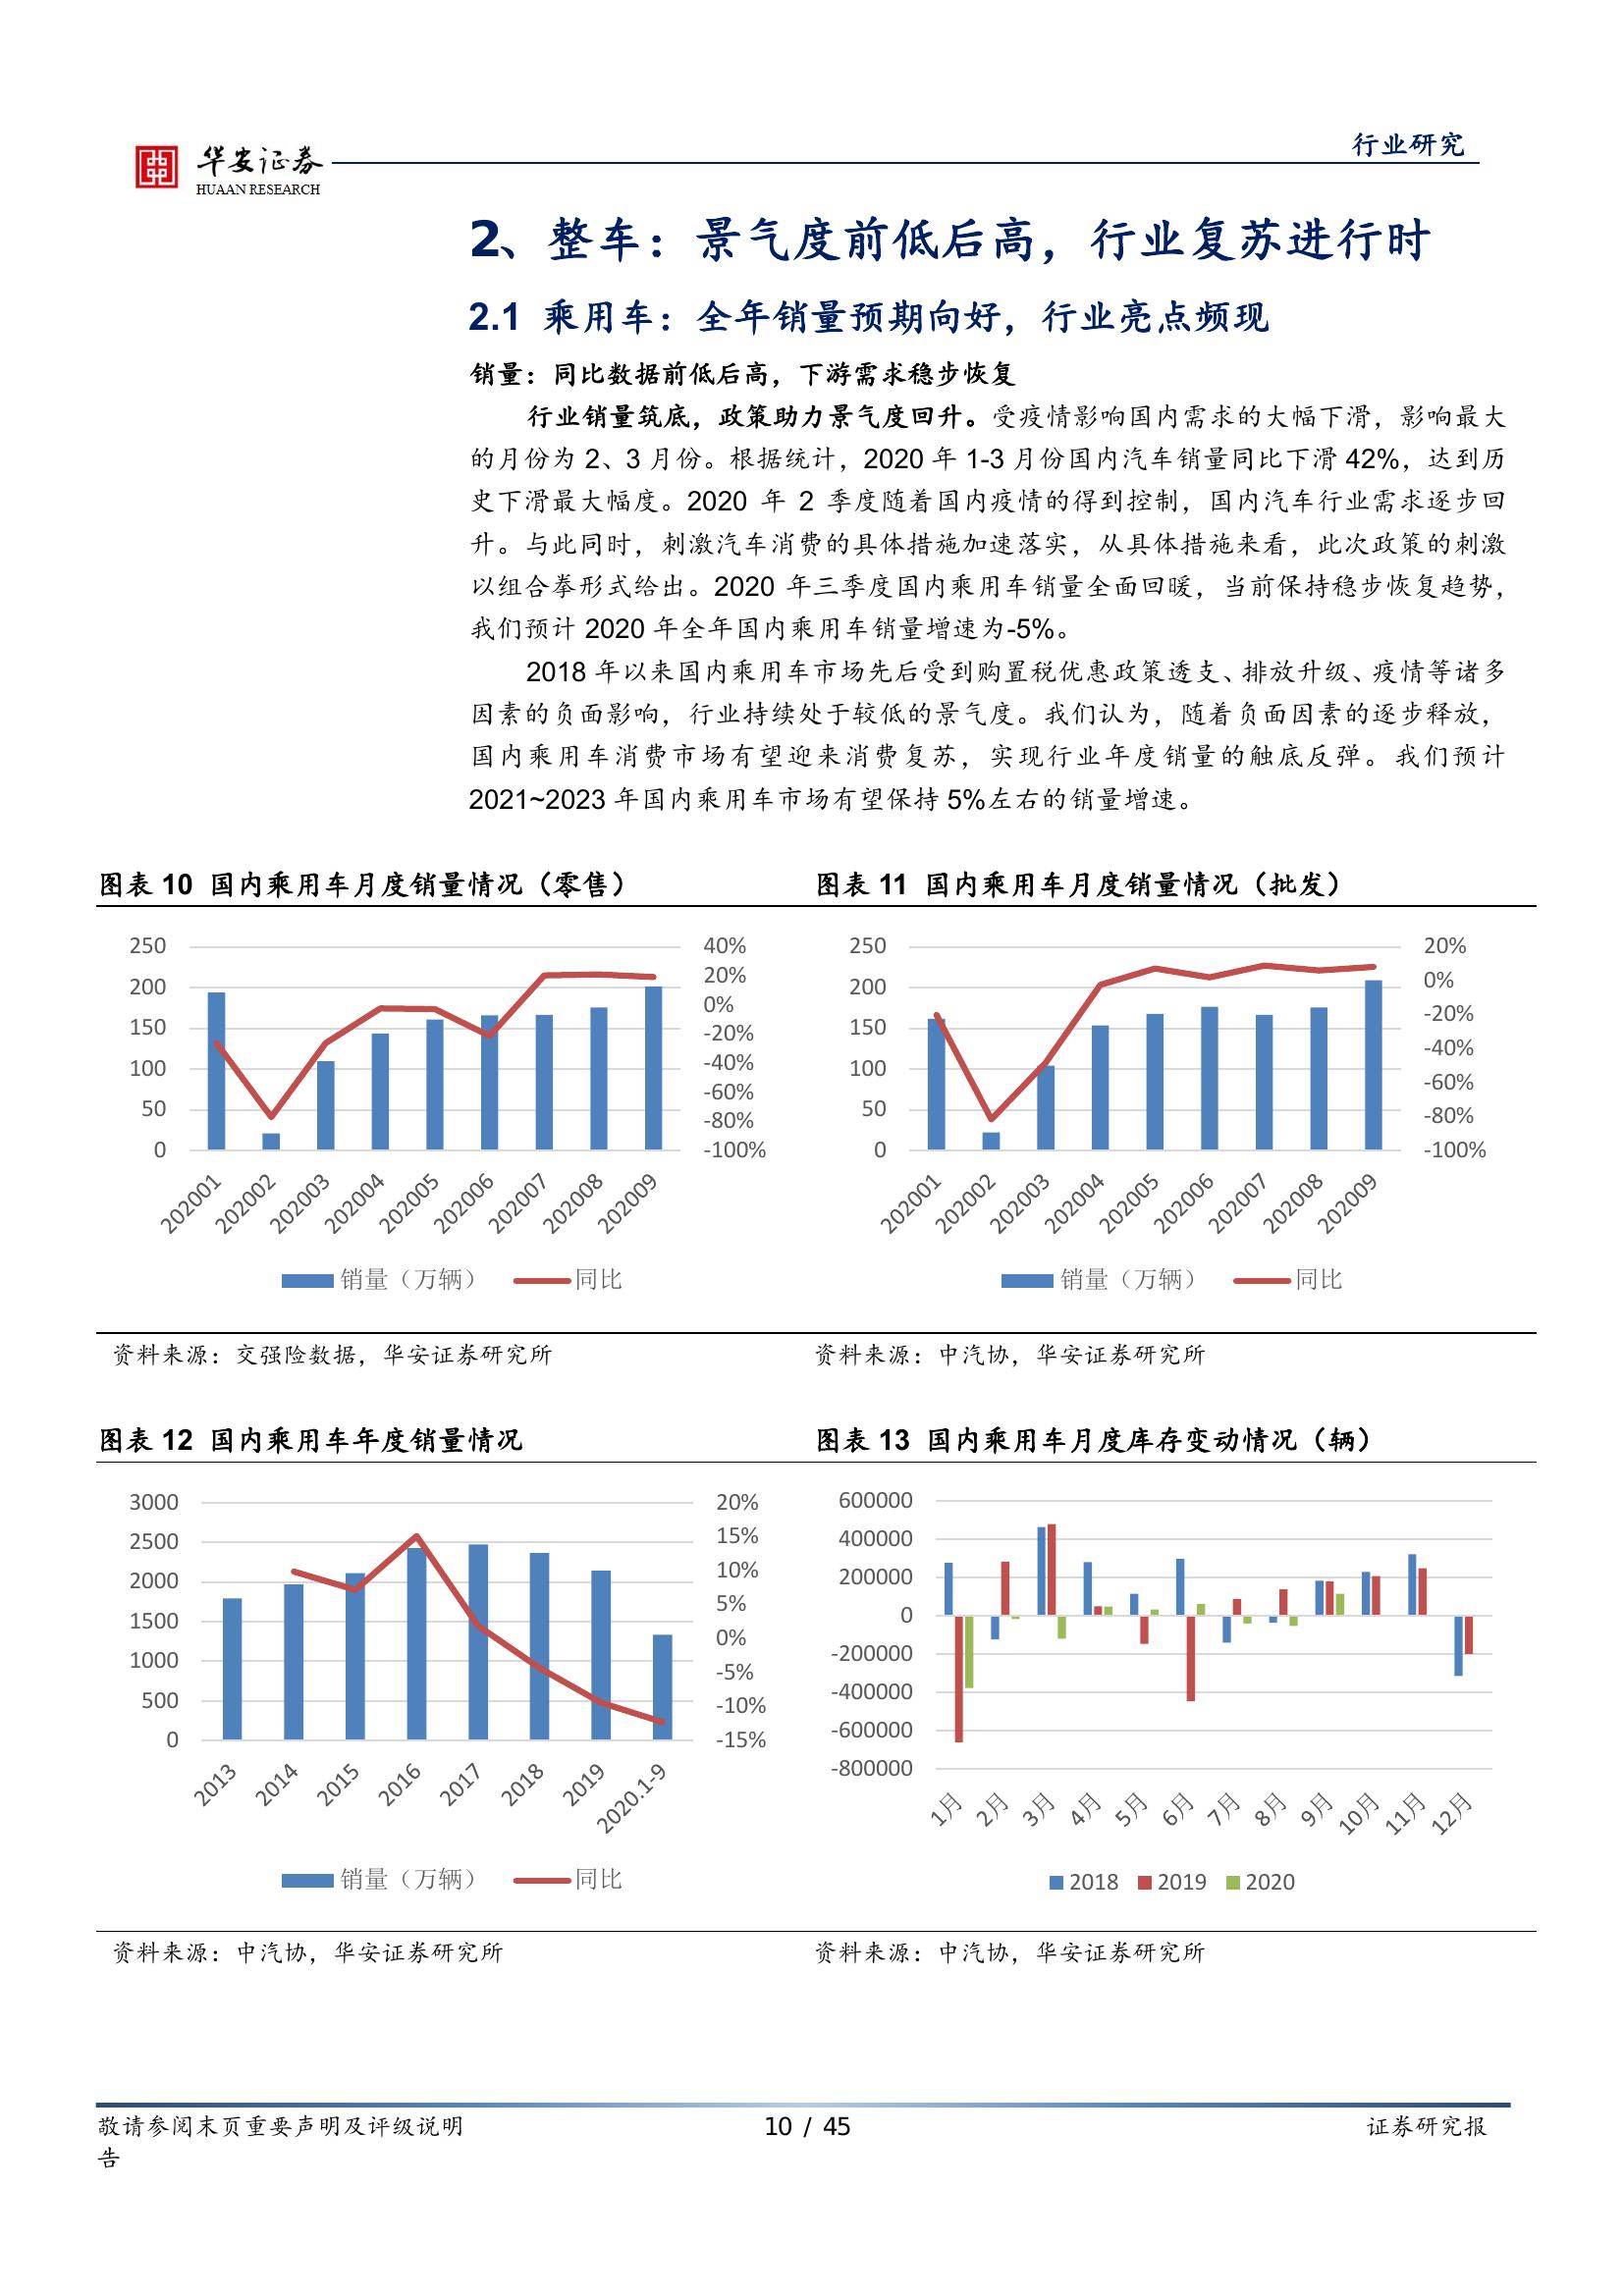 行业研究
华安证券
HUAAN RESEARCH
2、整车：景气度前低后高，行业复苏进行时
2.1 乘用车：全年销量预期向好，行业亮点频现
销量：同比数据前低后高，下游需求稳步恢复
行业销量筑底，政策助力景气度回升。受疫情影响国内需求的大幅下滑，影响最大
的月份为 2、3 月份。根据统计，2020 年 1-3 月份国内汽车销量同比下滑 42%，达到历
史下滑最大幅度。2020 年 2 季度随着国内疫情的得到控制，国内汽车行业需求逐步回
升。与此同时，刺激汽车消费的具体措施加速落实，从具体措施来看，此次政策的刺激
以组合拳形式给出。2020 年三季度国内乘用车销量全面回暖，当前保持稳步恢复趋势，
我们预计 2020 年全年国内乘用车销量增速为-5%。
2018 年以来国内乘用车市场先后受到购置税优惠政策透支、排放升级、疫情等诸多
因素的负面影响，行业持续处于较低的景气度。我们认为，随着负面因素的逐步释放，
国内乘用车消费市场有望迎来消费复苏，实现行业年度销量的触底反弹。我们预计
2021~2023 年国内乘用车市场有望保持 5%左右的销量增速。
图表 10 国内乘用车月度销量情况（零售）
250
200
150
100
50
0
40%
20%
0%
-20%
-40%
-60%
-80%
-100%
202001
202002
202003
202004
202005
202006
202007
202008
202009
销量（万辆） 同比
资料来源：交强险数据，华安证券研究所
图表 11 国内乘用车月度销量情况（批发）
250
200
150
100
50
0
20%
0%
-20%
-40%
-60%
-80%
-100%
202001
202002
202003
202004
202005
202006
202007
202008
202009
销量（万辆） 同比
资料来源：中汽协，华安证券研究所
图表 12 国内乘用车年度销量情况
3000
2500
2000
1500
1000
500
0
20%
15%
10%
5%
0%
-5%
-10%
-15%
2013
2014
2015
2016
2017
2018
2019
2020.1-9
销量（万辆） 同比
资料来源：中汽协，华安证券研究所
图表 13 国内乘用车月度库存变动情况（辆）
600000
400000
200000
0
-200000
-400000
-600000
-800000
1月
2月
3月
4月
5月
6月
7月
8月
9月
10月
11月
12月
2018 2019 2020
资料来源：中汽协，华安证券研究所
敬请参阅末页重要声明及评级说明 10 / 45 证券研究报
告